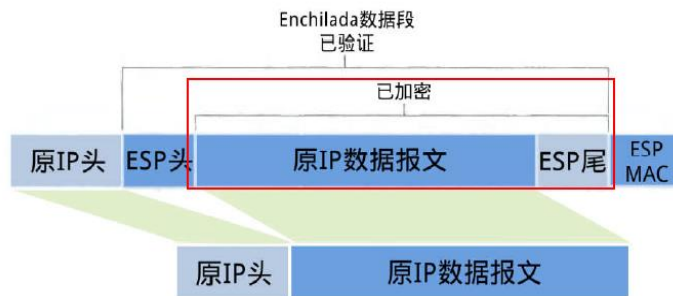 Enchilada数据段
已验证
已加密
原IP头
ESP头
原IP数据报文
ESP尾
ESP
MAC
原IP头
原IP数据报文